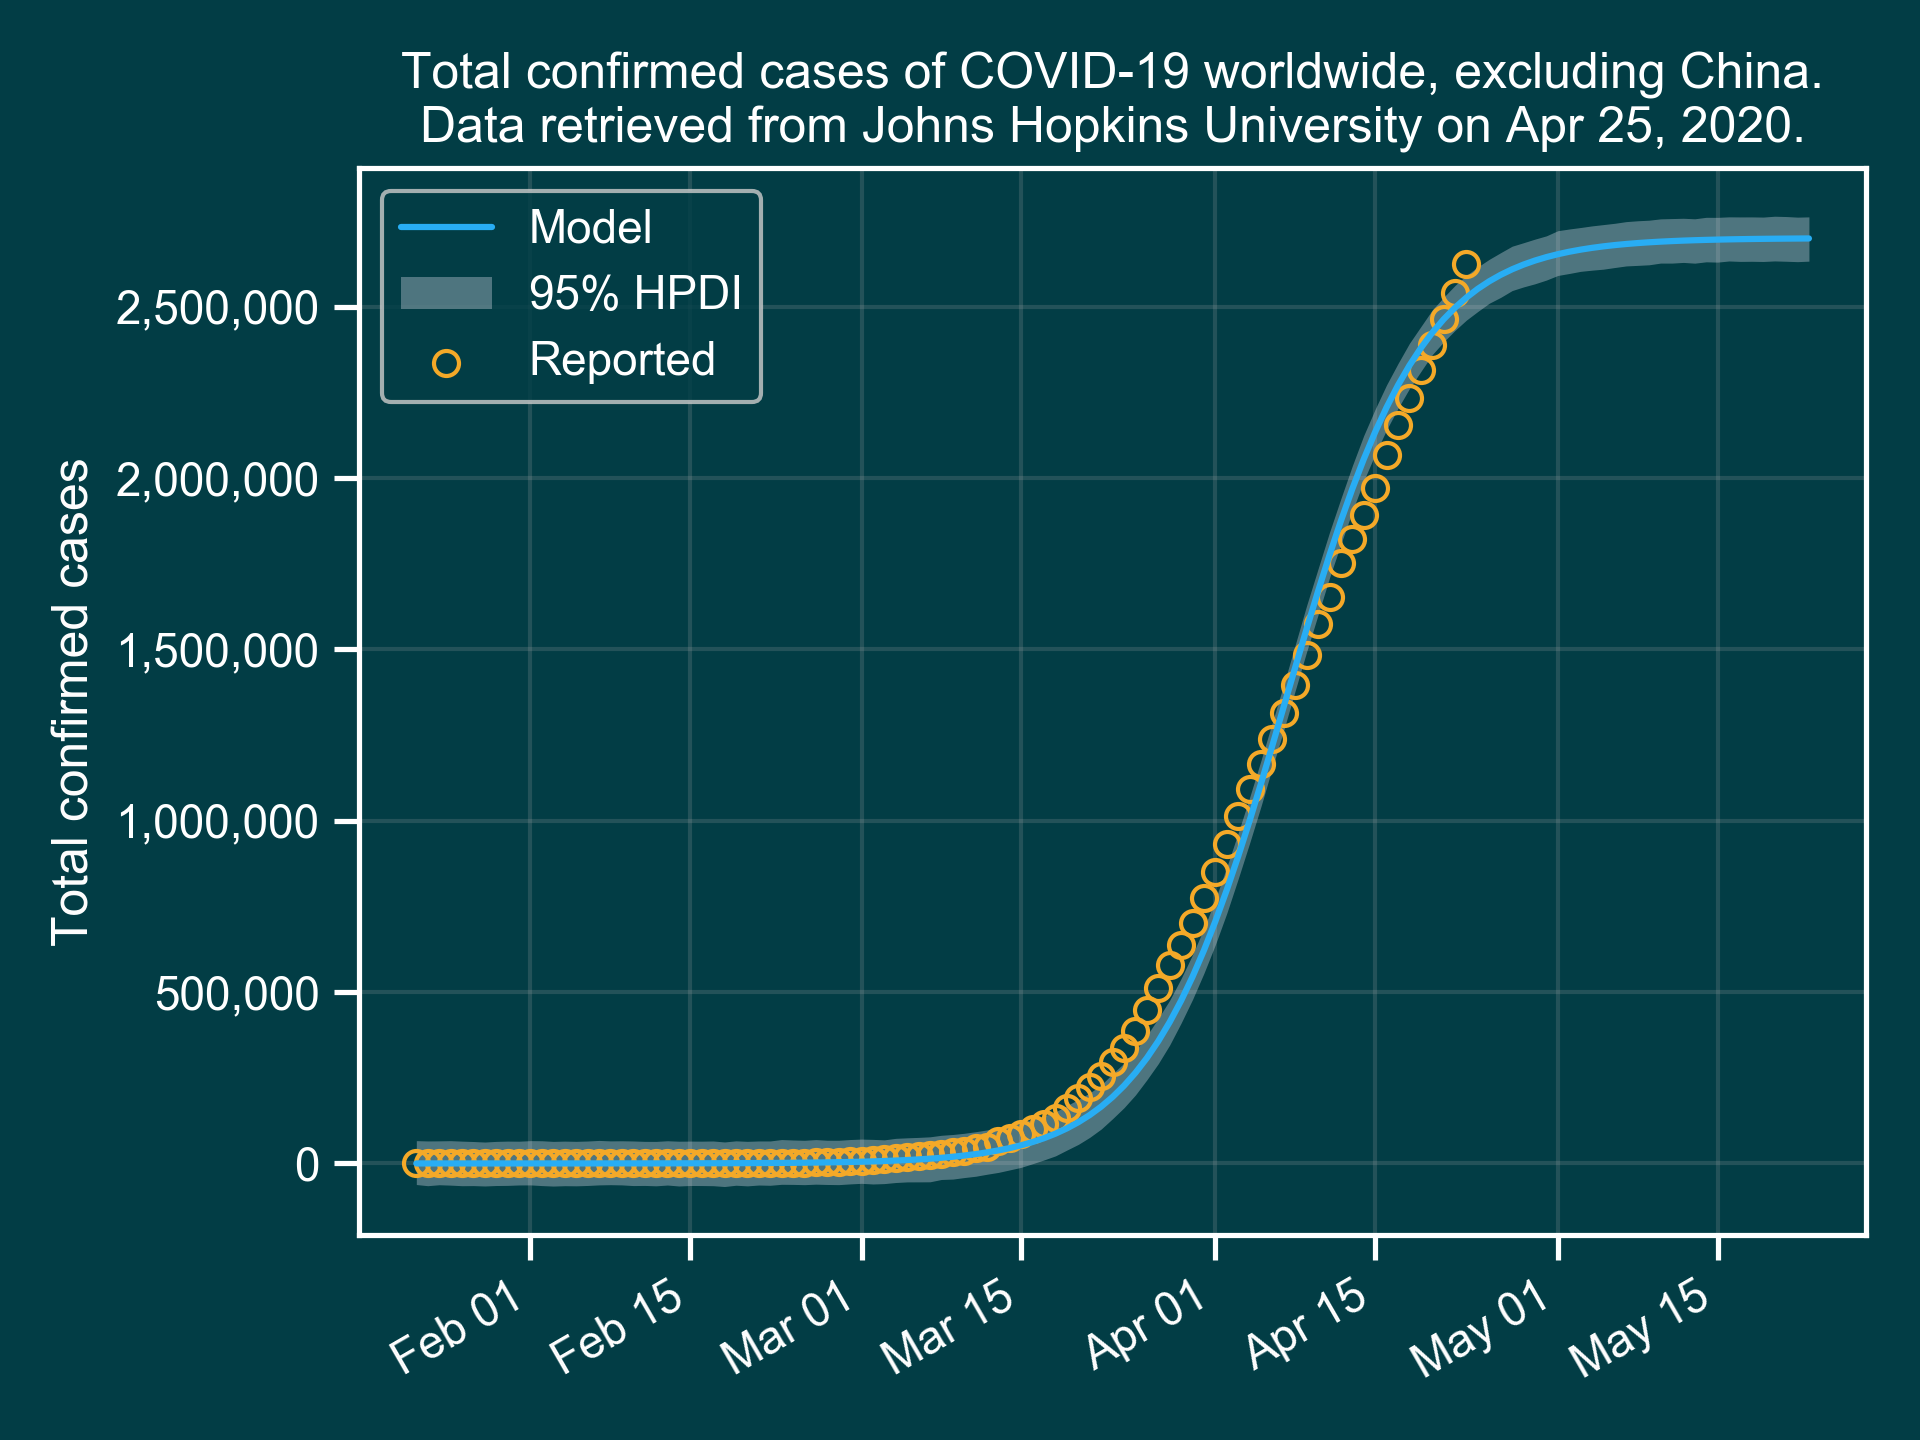 Total confirmed cases of COVID-19 worldwide, excluding China.
Data retrieved from Johns Hopkins University on Apr 25, 2020.
Model
95% HPDI
Reported
Total confirmed cases
2,500,000
2,000,000
1,500,000
1,000,000
500,000
0
Feb 01
Feb 15
Mar 01
Mar 15
Apr 01
Apr 15
May 01
May 15